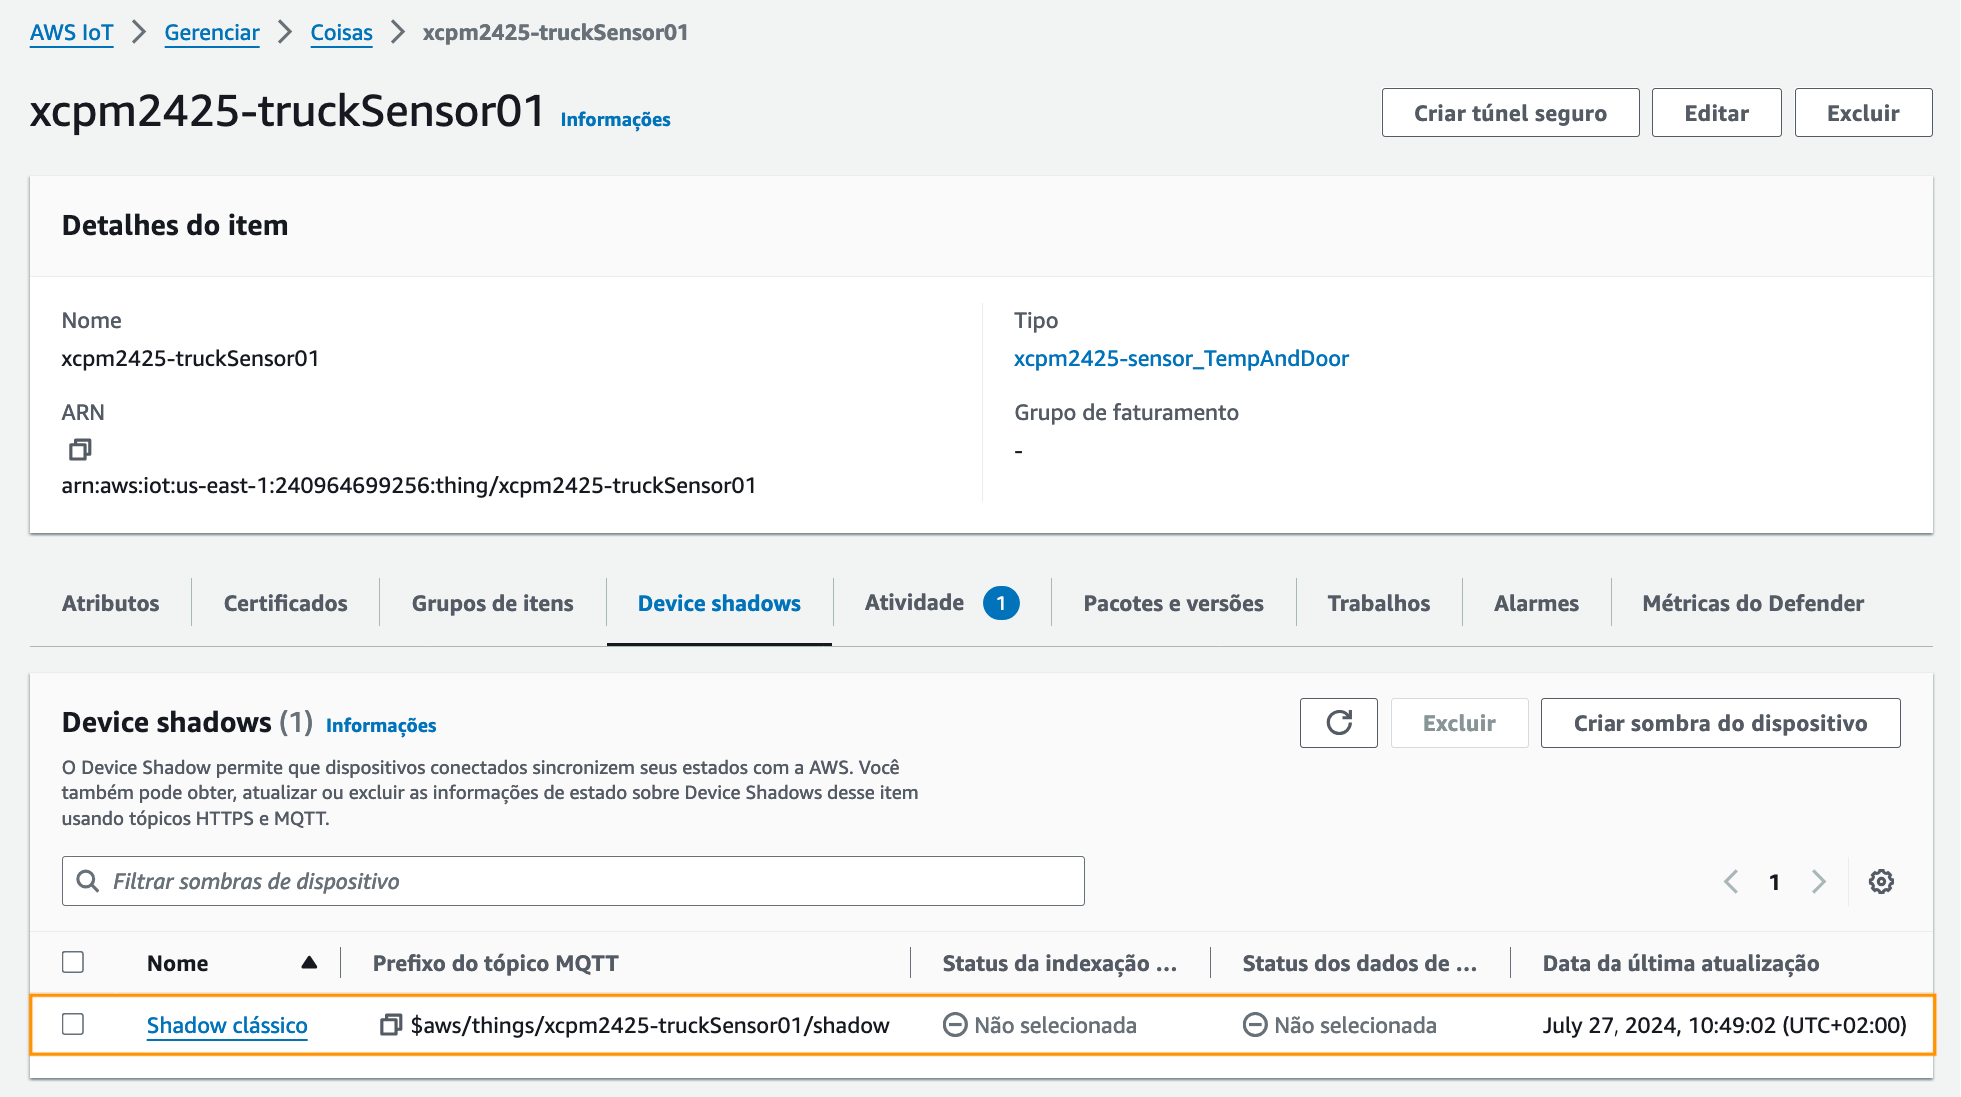 AWS IoT > Gerenciar > Coisas > xcpm2425-truckSensor01
xcpm2425-truckSensor01 Informações
Criar túnel seguro Editar Excluir
Detalhes do item
Nome
xcpm2425-truckSensor01
ARN
arn:aws:iot:us-east-1:240964699256:thing/xcpm2425-truckSensor01
Tipo
xcpm2425-sensor_TempAndDoor
Grupo de faturamento
-
Atributos Certificados Grupos de itens Device shadows Atividade 1 Pacotes e versões Trabalhos Alarmes Métricas do Defender
Device shadows (1) Informações
Excluir Criar sombra do dispositivo
O Device Shadow permite que dispositivos conectados sincronizem seus estados com a AWS. Você
também pode obter, atualizar ou excluir as informações de estado sobre Device Shadows desse item
usando tópicos HTTPS e MQTT.
Filtrar sombras de dispositivo
1
Nome Prefixo do tópico MQTT Status da indexação ... Status dos dados de ... Data da última atualização
Shadow clássico $aws/things/xcpm2425-truckSensor01/shadow Não selecionada Não selecionada July 27, 2024, 10:49:02 (UTC+02:00)